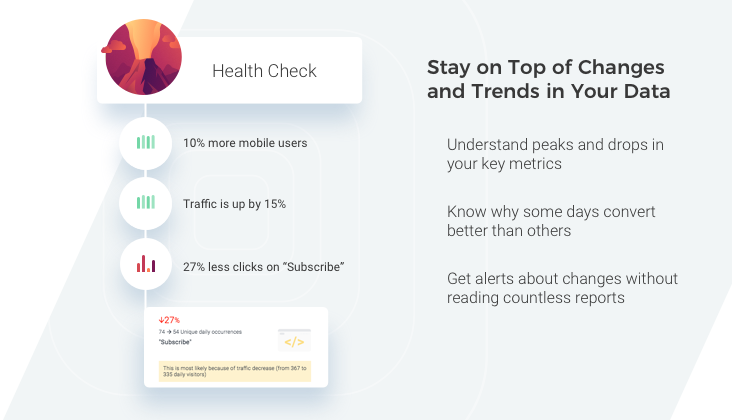 Health Check
10% more mobile users
Traffic is up by 15%
27% less clicks on “Subscribe”
↓27%
74 → 54 Unique daily occurrences
"Subscribe"
</>
This is most likely because of traffic decrease (from 367 to
335 daily visitors)
Stay on Top of Changes
and Trends in Your Data
Understand peaks and drops in
your key metrics
Know why some days convert
better than others
Get alerts about changes without
reading countless reports